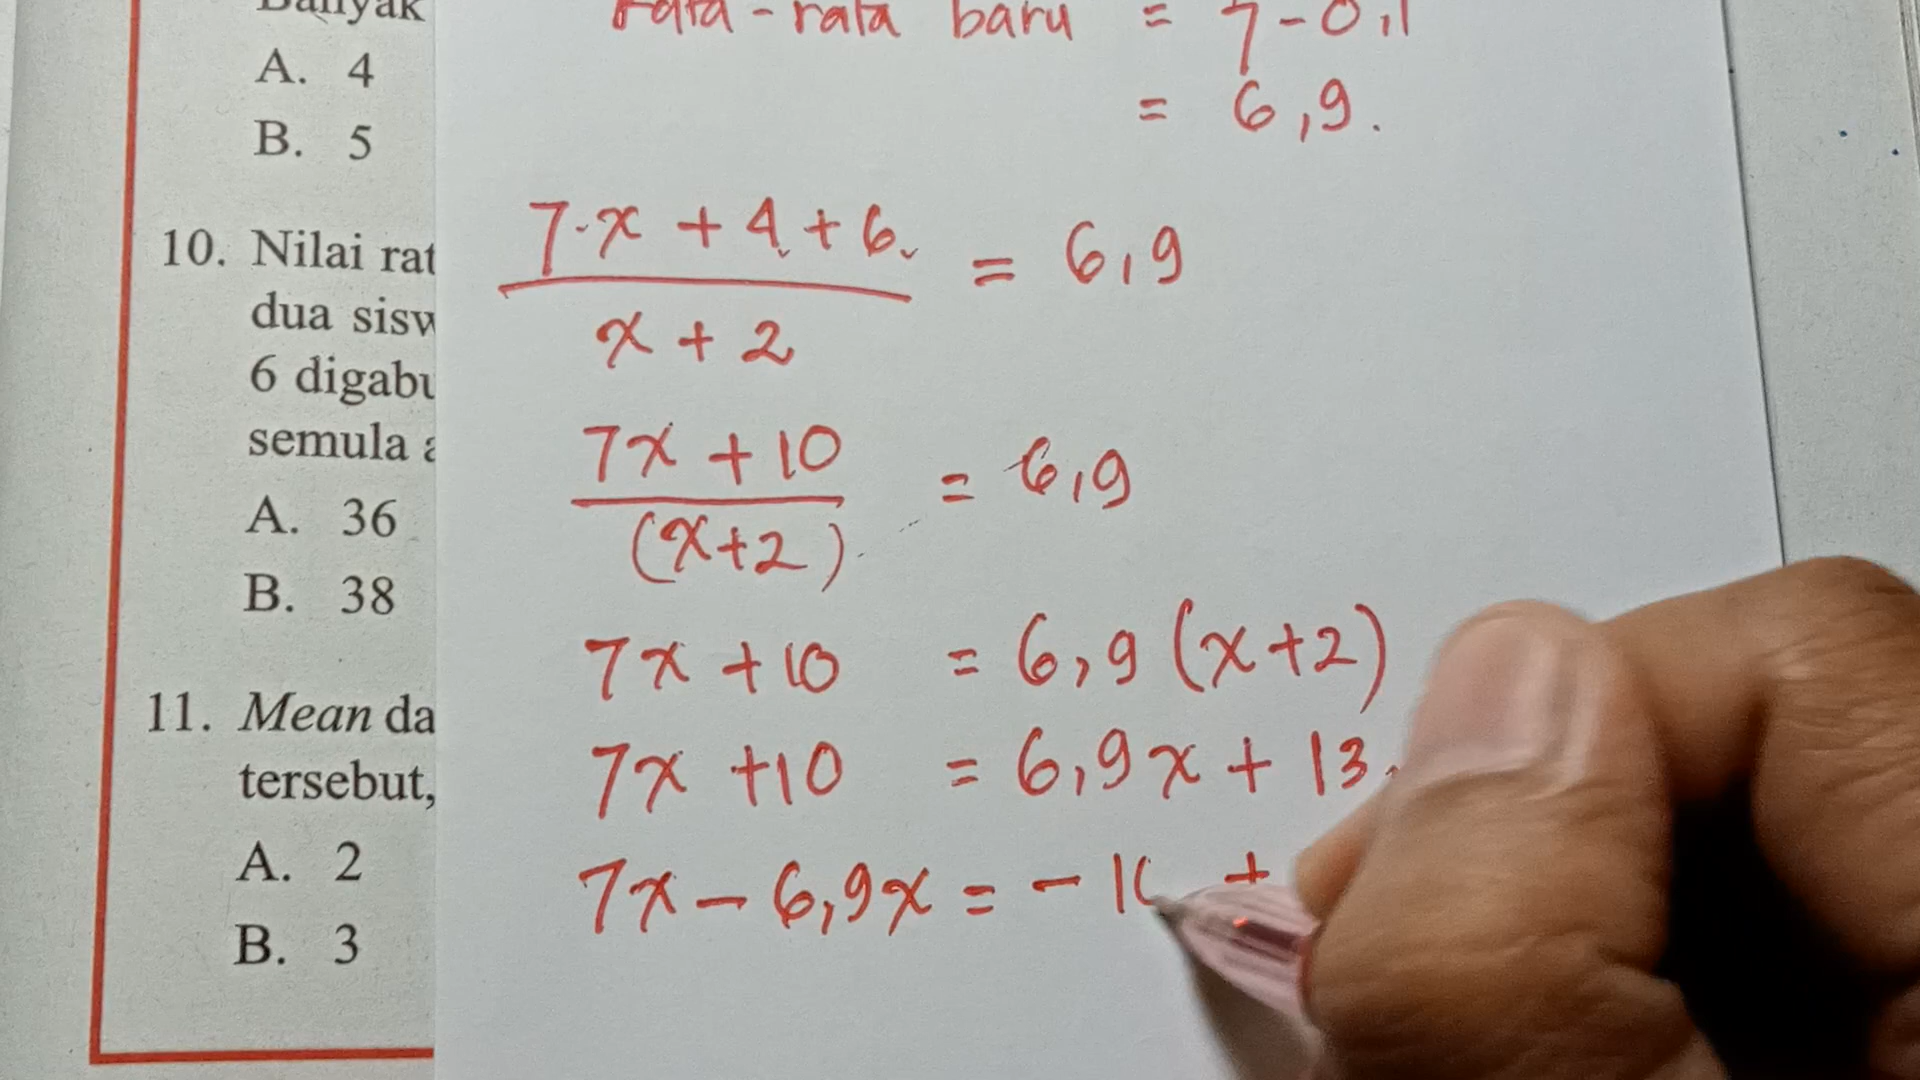 Banyak
A. 4
B. 5
10. Nilai rat
dua sisw
6 digabu
semula a
A. 36
B. 38
11. Mean da
tersebut,
A. 2
B. 3
rata-rata baru = 7 - 0,1
= 6,9.
7.x + 4 + 6 = 6,9
x + 2
7x + 10 = 6,9
(x+2)
7x + 10 = 6,9 (x+2)
7x + 10 = 6,9x + 13,
7x - 6,9x = - 10 +